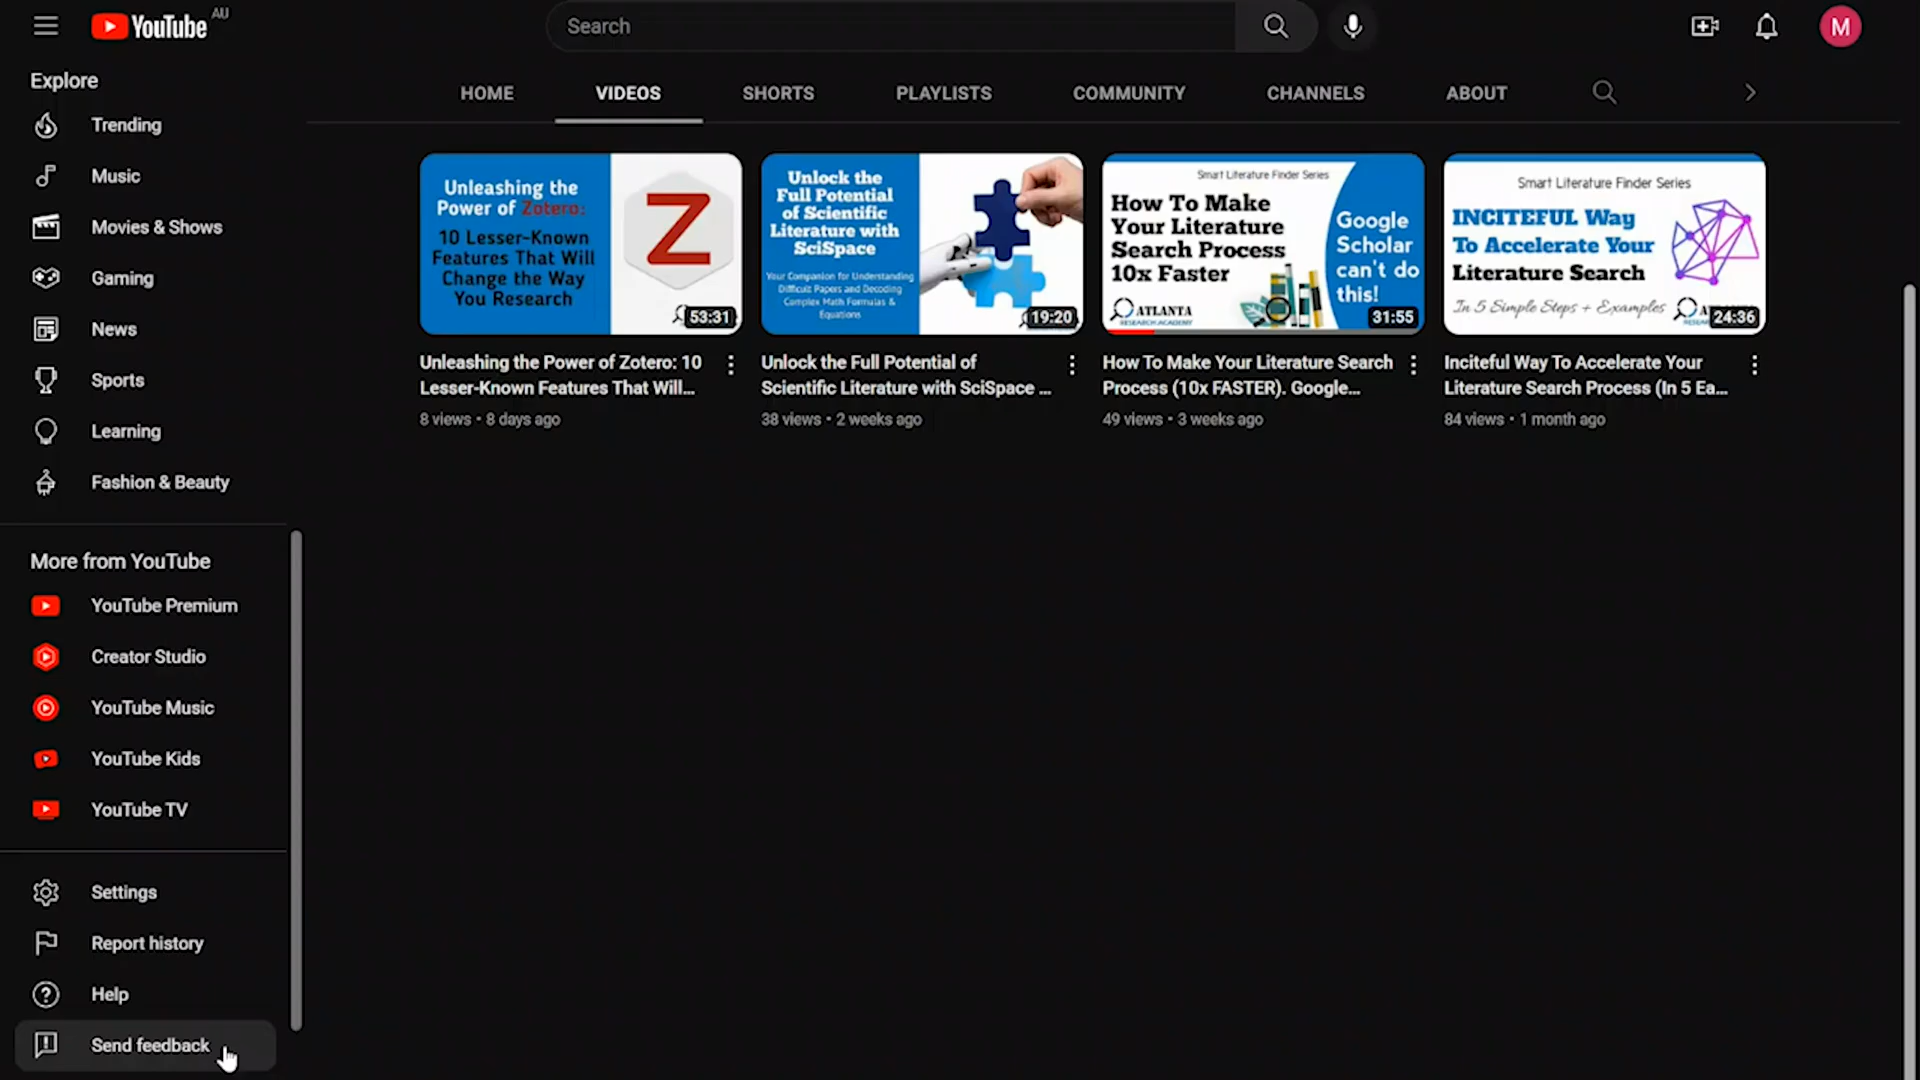 YouTube AU
Search
M
Explore
Trending
Music
Movies & Shows
Gaming
News
Sports
Learning
Fashion & Beauty
More from YouTube
YouTube Premium
Creator Studio
YouTube Music
YouTube Kids
YouTube TV
Settings
Report history
Help
Send feedback
HOME VIDEOS SHORTS PLAYLISTS COMMUNITY CHANNELS ABOUT
Unleashing the
Power of Zotero:
10 Lesser-Known
Features That Will
Change the Way
You Research
Z
53:31
Unleashing the Power of Zotero: 10
Lesser-Known Features That Will...
8 views • 8 days ago
Unlock the
Full Potential
of Scientific
Literature with
SciSpace
Your Companion for Understanding
Difficult Papers and Decoding
Complex Math Formulas &
Equations
19:20
Unlock the Full Potential of
Scientific Literature with SciSpace ...
38 views • 2 weeks ago
Smart Literature Finder Series
How To Make
Your Literature
Search Process
10x Faster
Google
Scholar
can't do
this!
ATLANTA
RESEARCH ACADEMY
31:55
How To Make Your Literature Search
Process (10x FASTER). Google...
49 views • 3 weeks ago
Smart Literature Finder Series
INCITEFUL Way
To Accelerate Your
Literature Search
In 5 Simple Steps + Examples
24:36
Inciteful Way To Accelerate Your
Literature Search Process (In 5 Ea...
84 views • 1 month ago